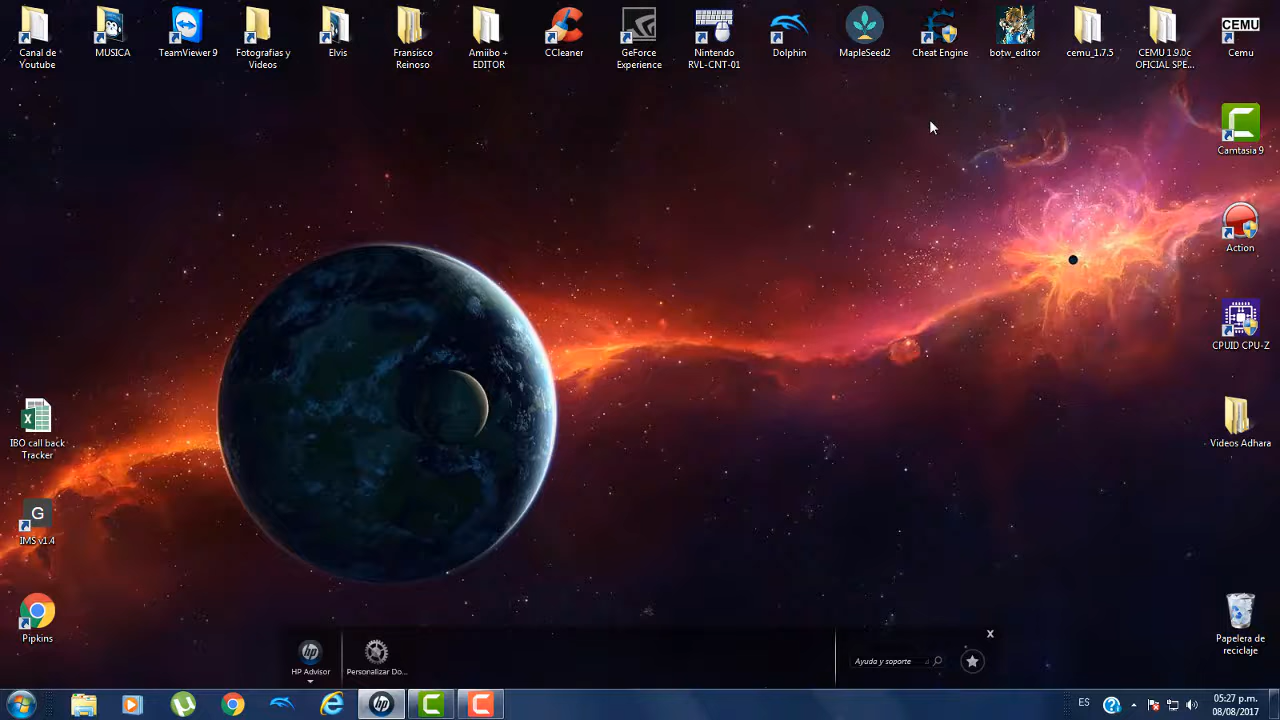 Canal de
Youtube
MUSICA
TeamViewer 9
Fotografias y
Videos
Elvis
Fransisco
Reinoso
Amiibo +
EDITOR
CCleaner
GeForce
Experience
Nintendo
RVL-CNT-01
Dolphin
MapleSeed2
Cheat Engine
botw_editor
cemu_1.7.5
CEMU 1.9.0c
OFICIAL SPE...
CEMU
Cemu
Camtasia 9
Action
CPUID CPU-Z
Videos Adhara
IBO call back
Tracker
G
IMS v1.4
Pipkins
Papelera de
reciclaje
x
hp
HP Advisor
Personalizar Do...
Ayuda y soporte
ES
05:27 p.m.
08/08/2017